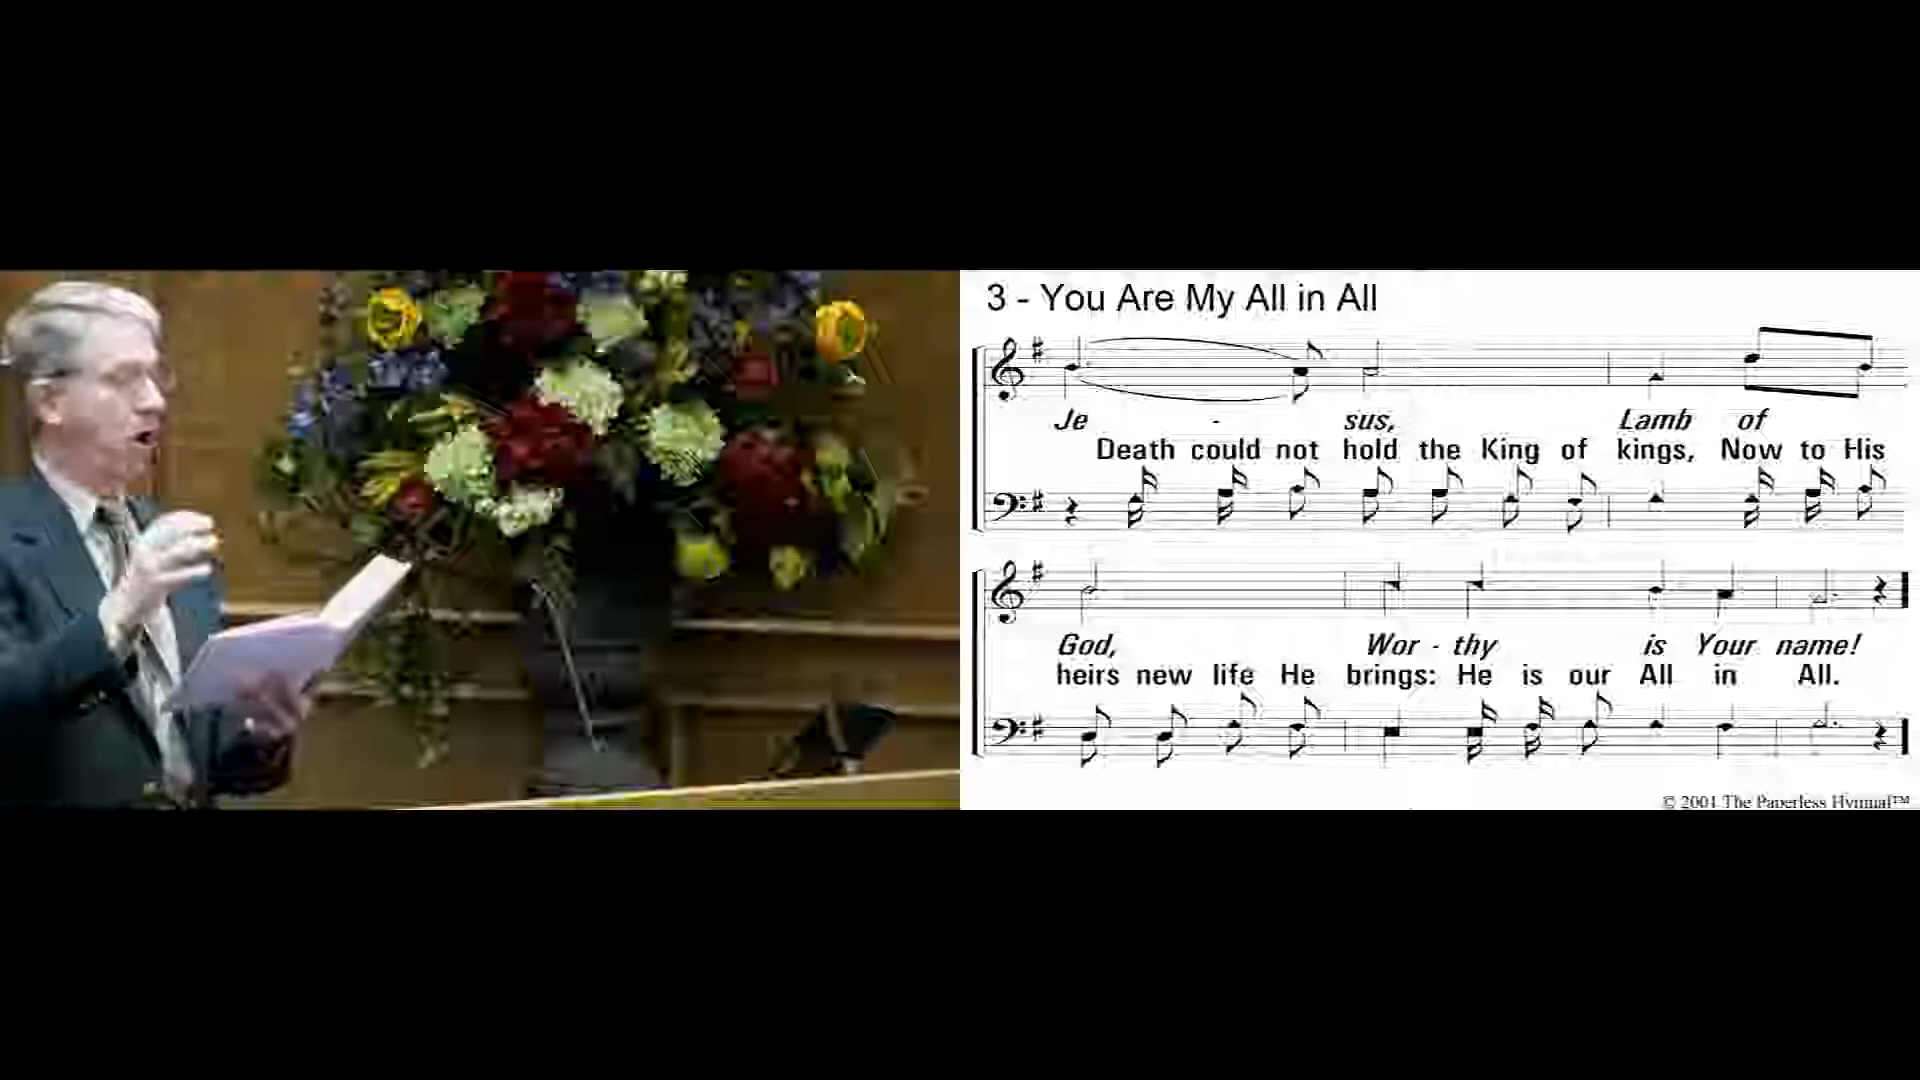 3 - You Are My All in All
Je - sus, Lamb of
Death could not hold the King of kings, Now to His
God, Wor - thy is Your name!
heirs new life He brings: He is our All in All.
© 2001 The Paperless Hymnal™